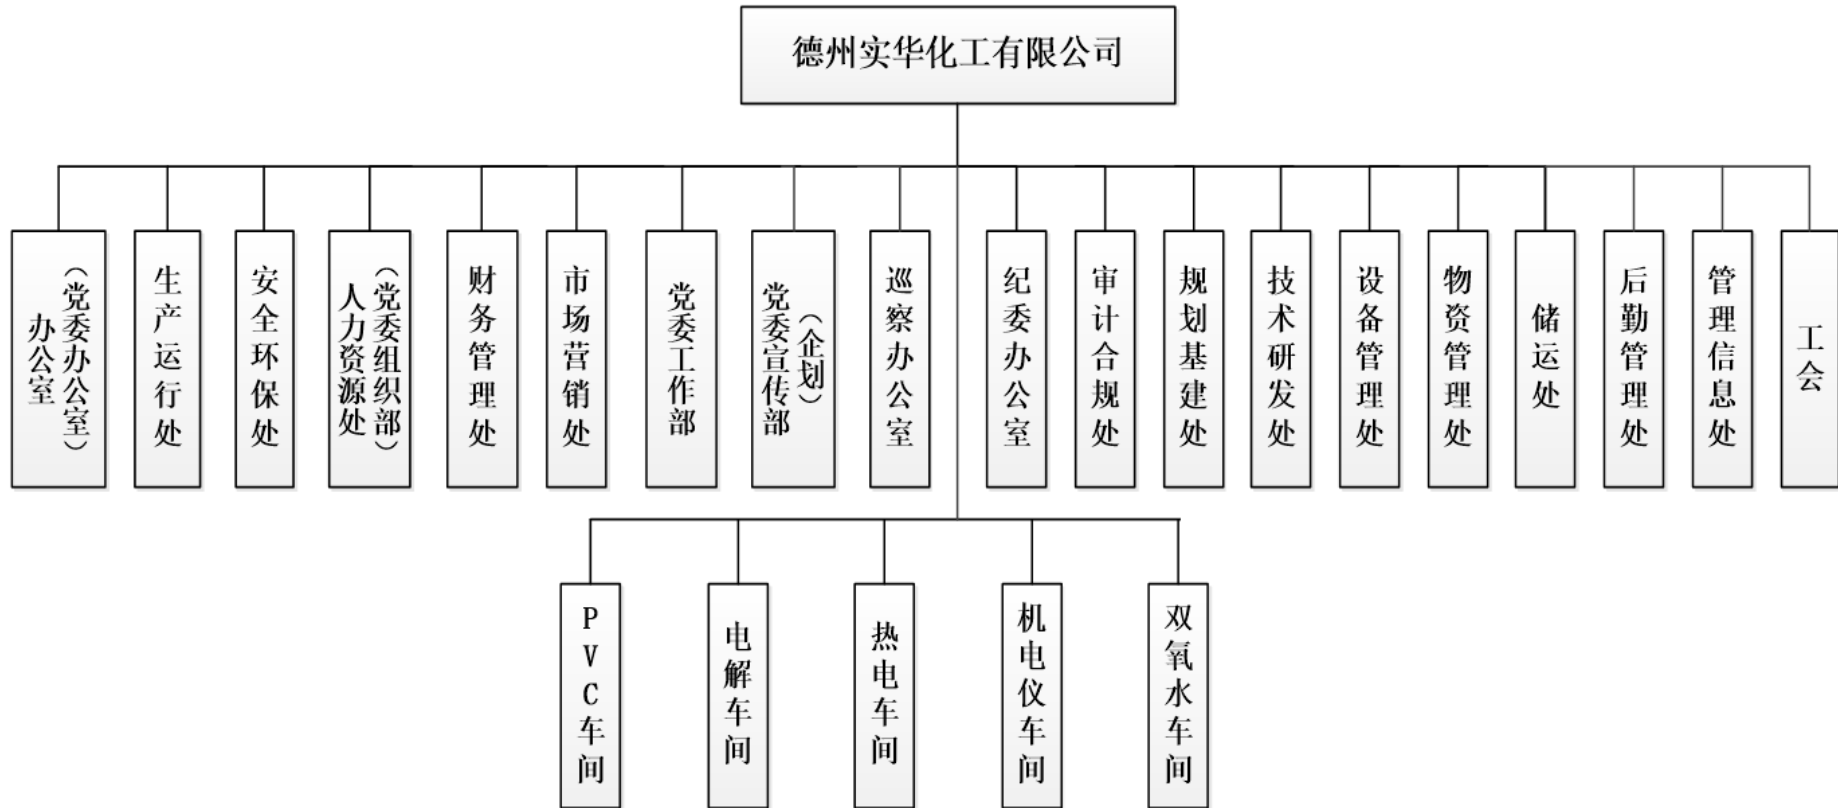 德州实华化工有限公司
办公室
（党委办公室）
生产运行处
安全环保处
人力资源处
（党委组织部）
财务管理处
市场营销处
党委工作部
党委宣传部
（企划）
巡察办公室
纪委办公室
审计合规处
规划基建处
技术研发处
设备管理处
物资管理处
储运处
后勤管理处
管理信息处
工会
PVC车间
电解车间
热电车间
机电仪车间
双氧水车间